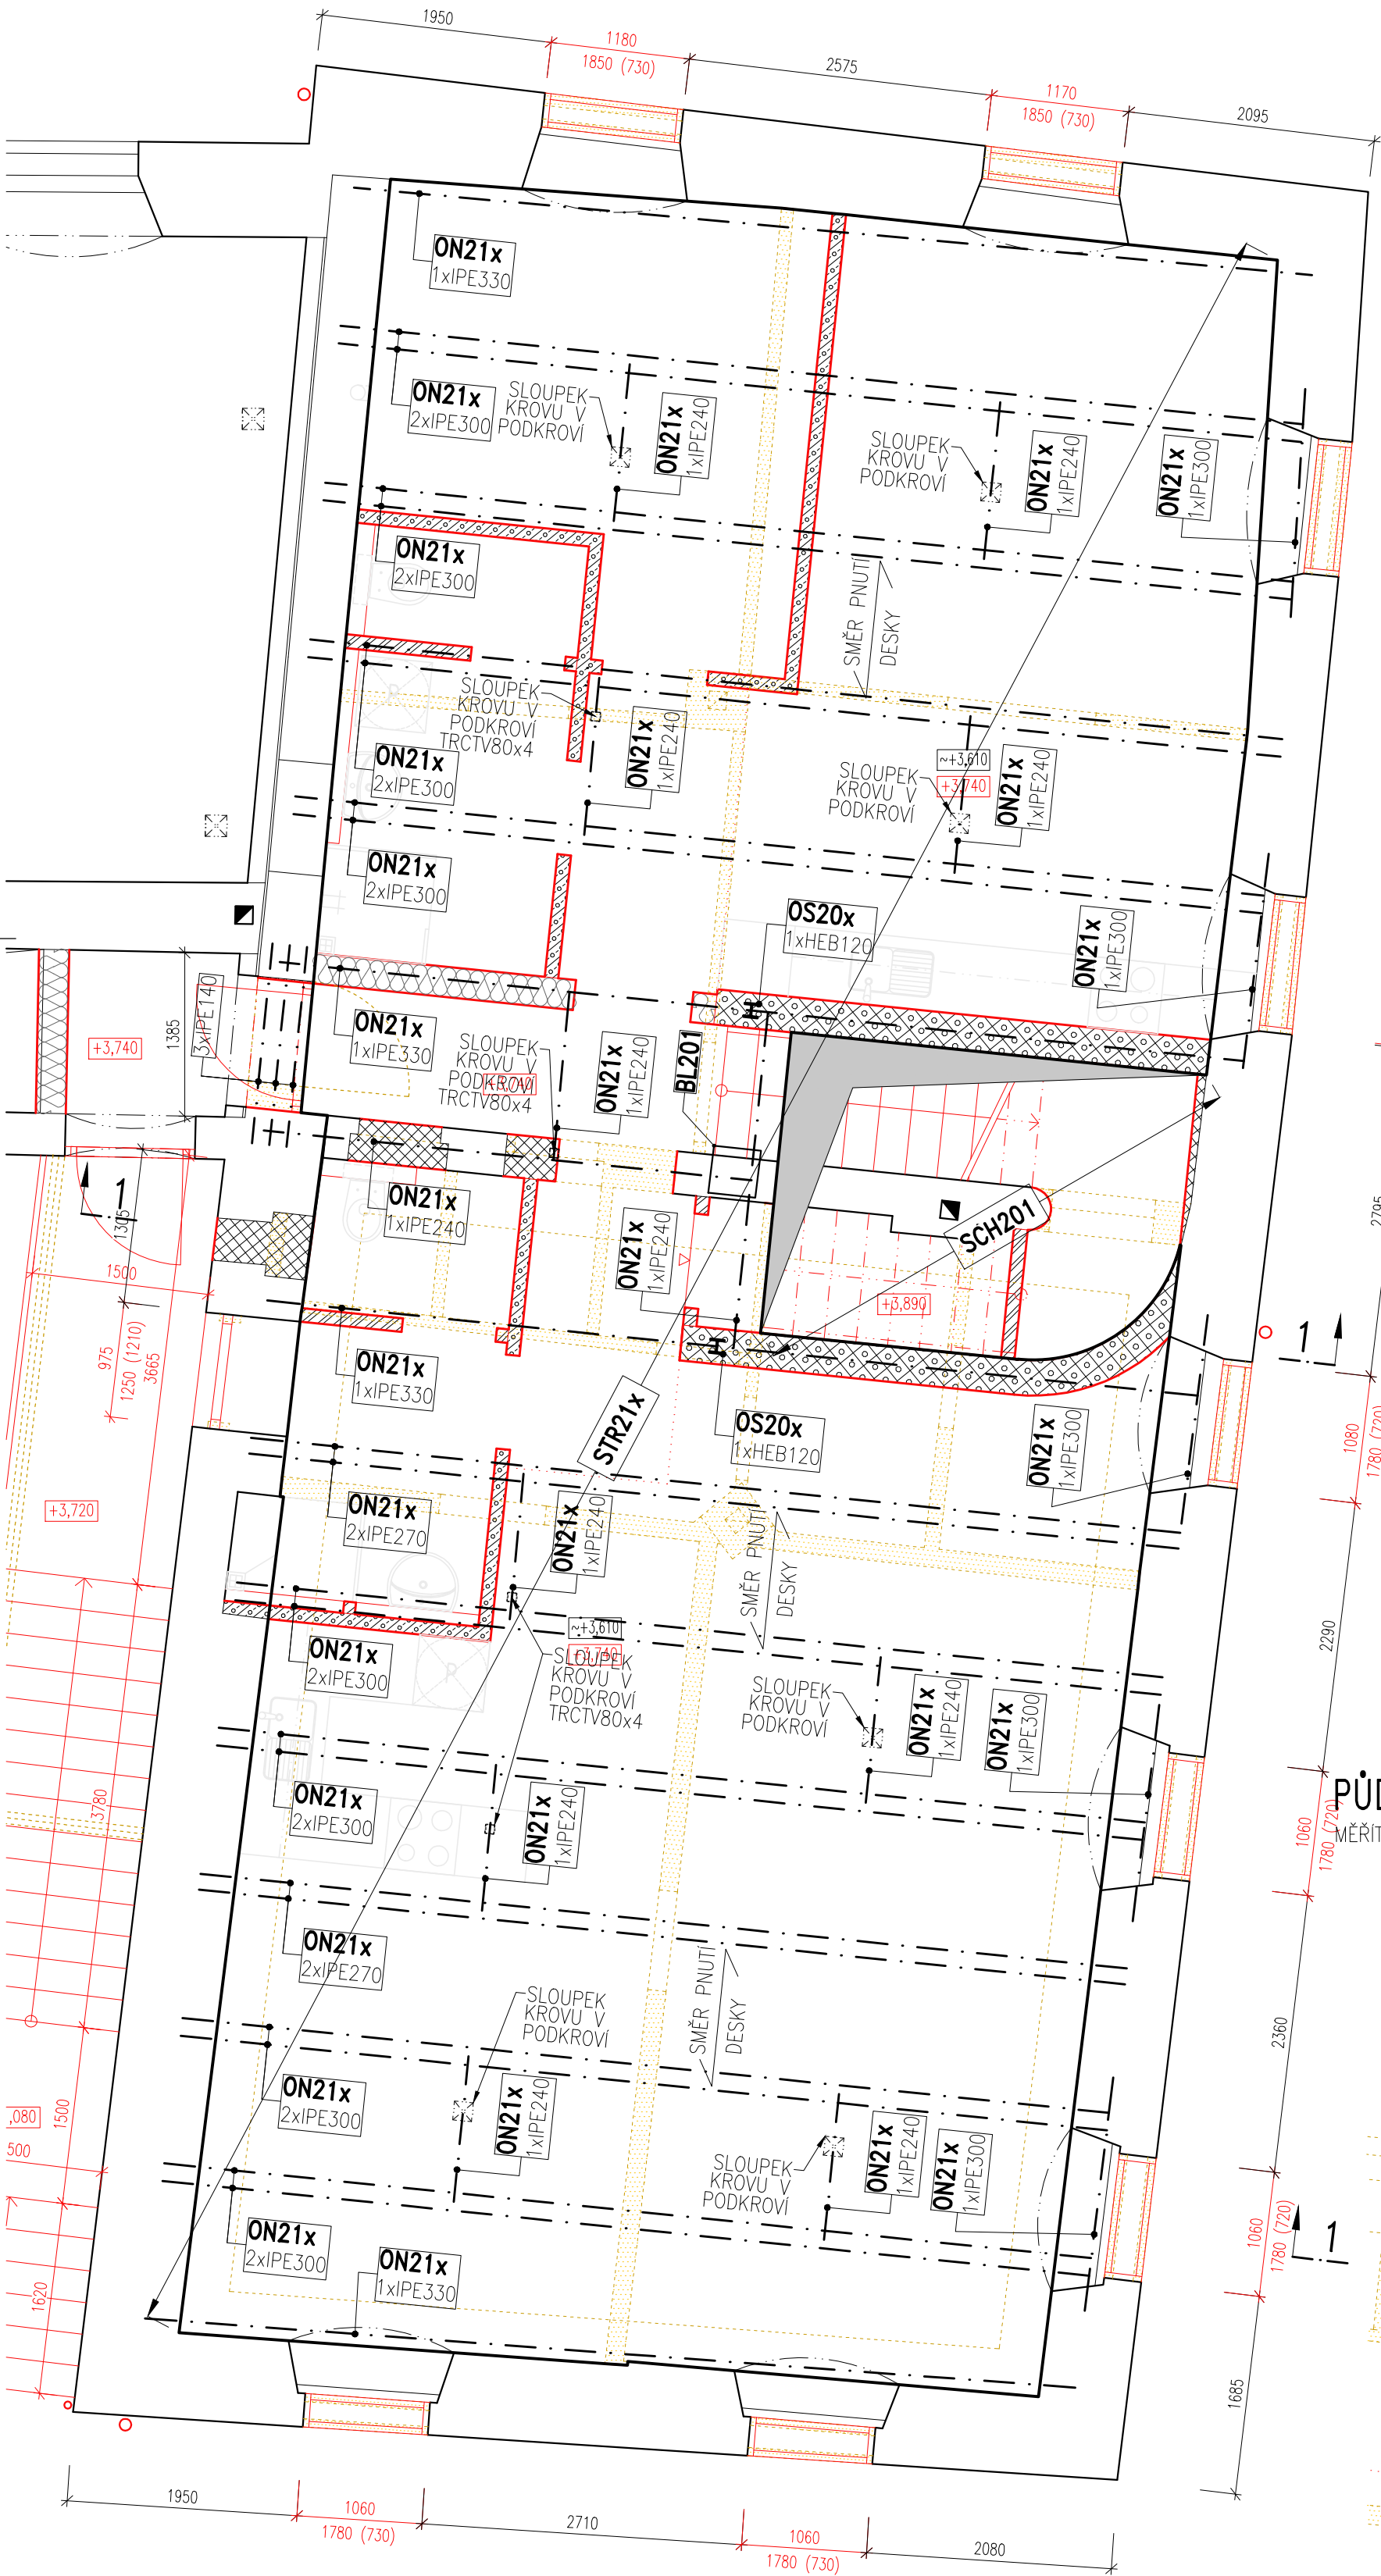 1950
1180
1850 (730)
2575
1170
1850 (730)
2095
ON21x
1xIPE330
ON21x
2xIPE300
SLOUPEK
KROVU V
PODKROVÍ
ON21x
1xIPE240
SLOUPEK
KROVU V
PODKROVÍ
ON21x
1xIPE240
ON21x
1xIPE300
ON21x
2xIPE300
SMĚR PNUTÍ
DESKY
SLOUPEK
KROVU V
PODKROVÍ
TRCTV80x4
ON21x
1xIPE240
ON21x
2xIPE300
SLOUPEK
KROVU V
PODKROVÍ
~+3,610
+3,740
ON21x
1xIPE240
ON21x
2xIPE300
OS20x
1xHEB120
ON21x
1xIPE300
3xIPE140
1385
+3,740
ON21x
1xIPE330
SLOUPEK
KROVU V
PODKROVÍ
TRCTV80x4
+3,740
ON21x
1xIPE240
BL201
1
1305
ON21x
1xIPE240
ON21x
1xIPE240
SCH201
+3,890
2795
1500
975
1250 (1210)
3665
ON21x
1xIPE330
STR21x
OS20x
1xHEB120
ON21x
1xIPE300
1
1080
1780 (720)
+3,720
ON21x
2xIPE270
ON21x
1xIPE240
SMĚR PNUTÍ
DESKY
ON21x
2xIPE300
~+3,610
+3,740
SLOUPEK
KROVU V
PODKROVÍ
TRCTV80x4
SLOUPEK
KROVU V
PODKROVÍ
ON21x
1xIPE240
ON21x
1xIPE300
2290
3780
ON21x
2xIPE300
ON21x
1xIPE240
1060
1780 (720)
PŮD
MĚŘÍT
ON21x
2xIPE270
SMĚR PNUTÍ
DESKY
SLOUPEK
KROVU V
PODKROVÍ
2360
ON21x
2xIPE300
ON21x
1xIPE240
,080
500
1500
SLOUPEK
KROVU V
PODKROVÍ
ON21x
1xIPE240
ON21x
1xIPE300
1060
1780 (720)
1
ON21x
2xIPE300
ON21x
1xIPE330
1620
1685
1950
1060
1780 (730)
2710
1060
1780 (730)
2080